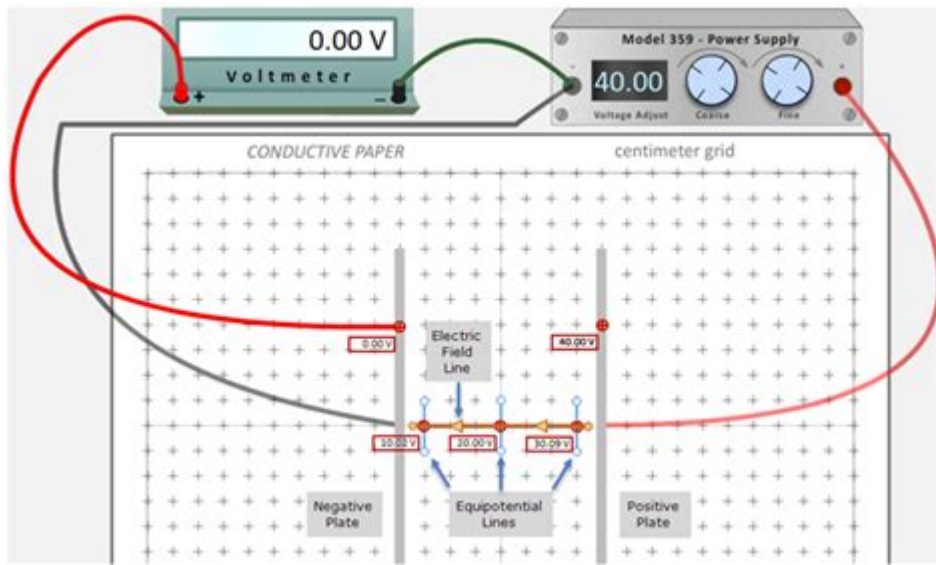 0.00 V
Voltmeter
+
–
Model 359 - Power Supply
-
+
40.00
Voltage Adjust
Coarse
Fine
CONDUCTIVE PAPER
centimeter grid
0.00 V
Electric
Field
Line
40.00 V
10.02 V
20.00 V
30.09 V
Negative
Plate
Equipotential
Lines
Positive
Plate